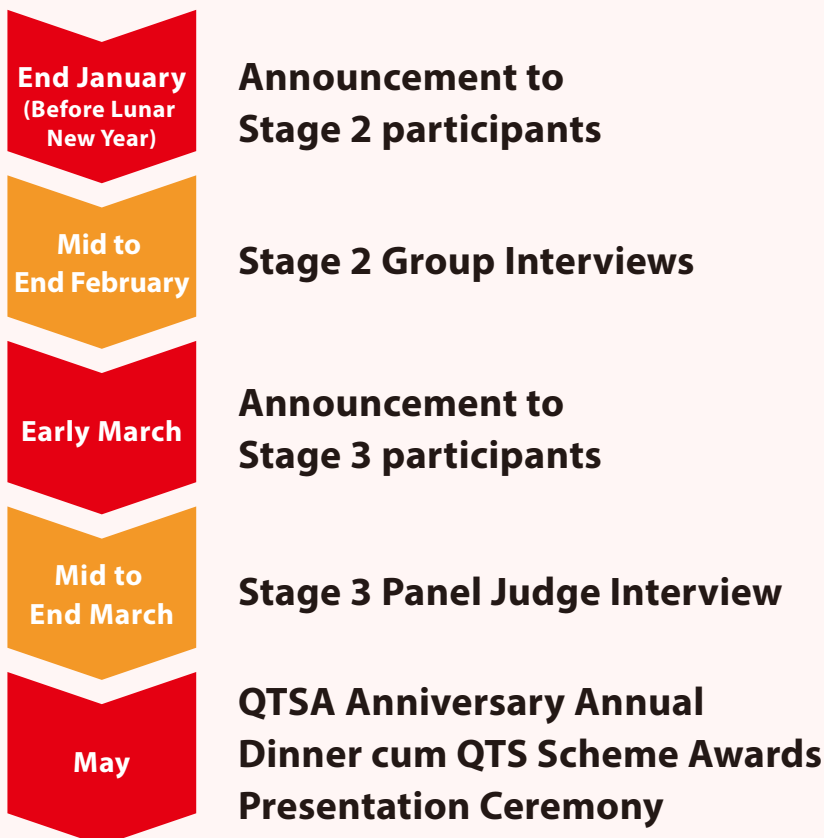 End January
(Before Lunar
New Year)
Announcement to
Stage 2 participants
Mid to
End February
Stage 2 Group Interviews
Early March
Announcement to
Stage 3 participants
Mid to
End March
Stage 3 Panel Judge Interview
May
QTSA Anniversary Annual
Dinner cum QTS Scheme Awards
Presentation Ceremony